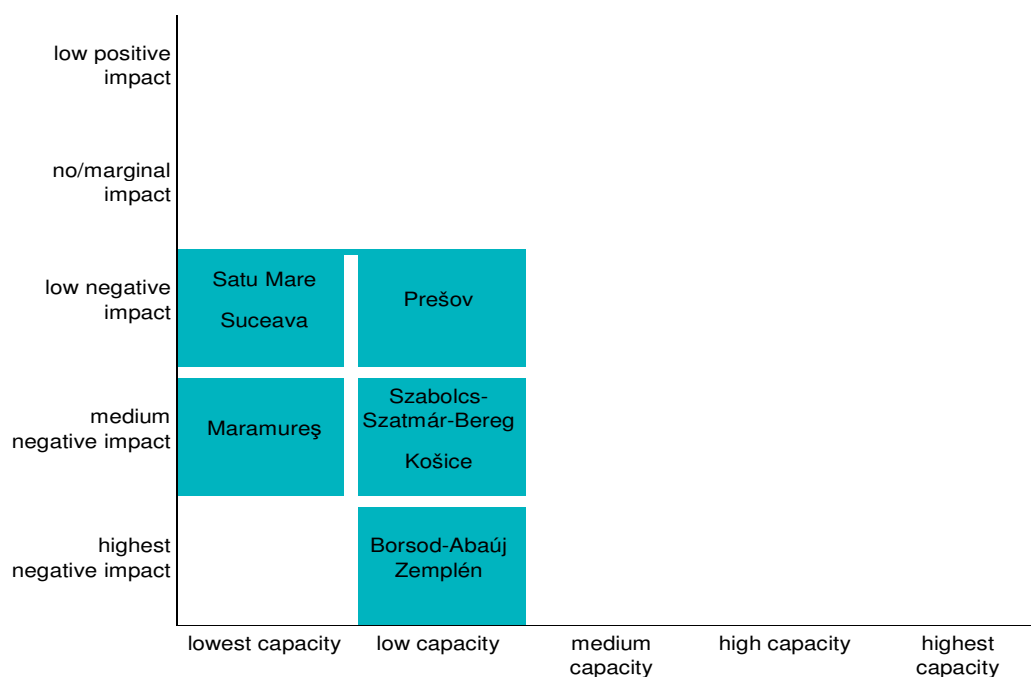 low positive
impact
no/marginal
impact
low negative
impact
Satu Mare
Suceava
Prešov
medium
negative impact
Maramureş
Szabolcs-
Szatmár-Bereg
Košice
highest
negative impact
Borsod-Abaúj
Zemplén
lowest capacity
low capacity
medium
capacity
high capacity
highest
capacity